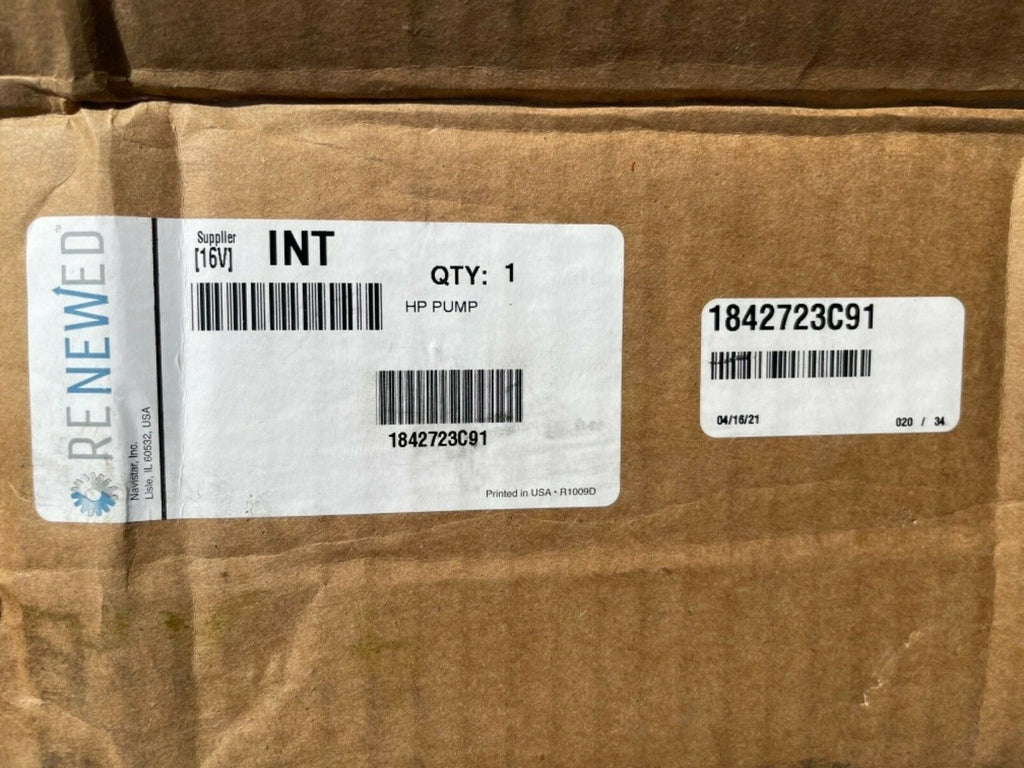 RENEWED™
Navistar, Inc.
Lisle, IL 60532, USA
Supplier
[16V]
INT
QTY: 1
HP PUMP
1842723C91
Printed in USA • R1009D
1842723C91
04/16/21
020 / 34